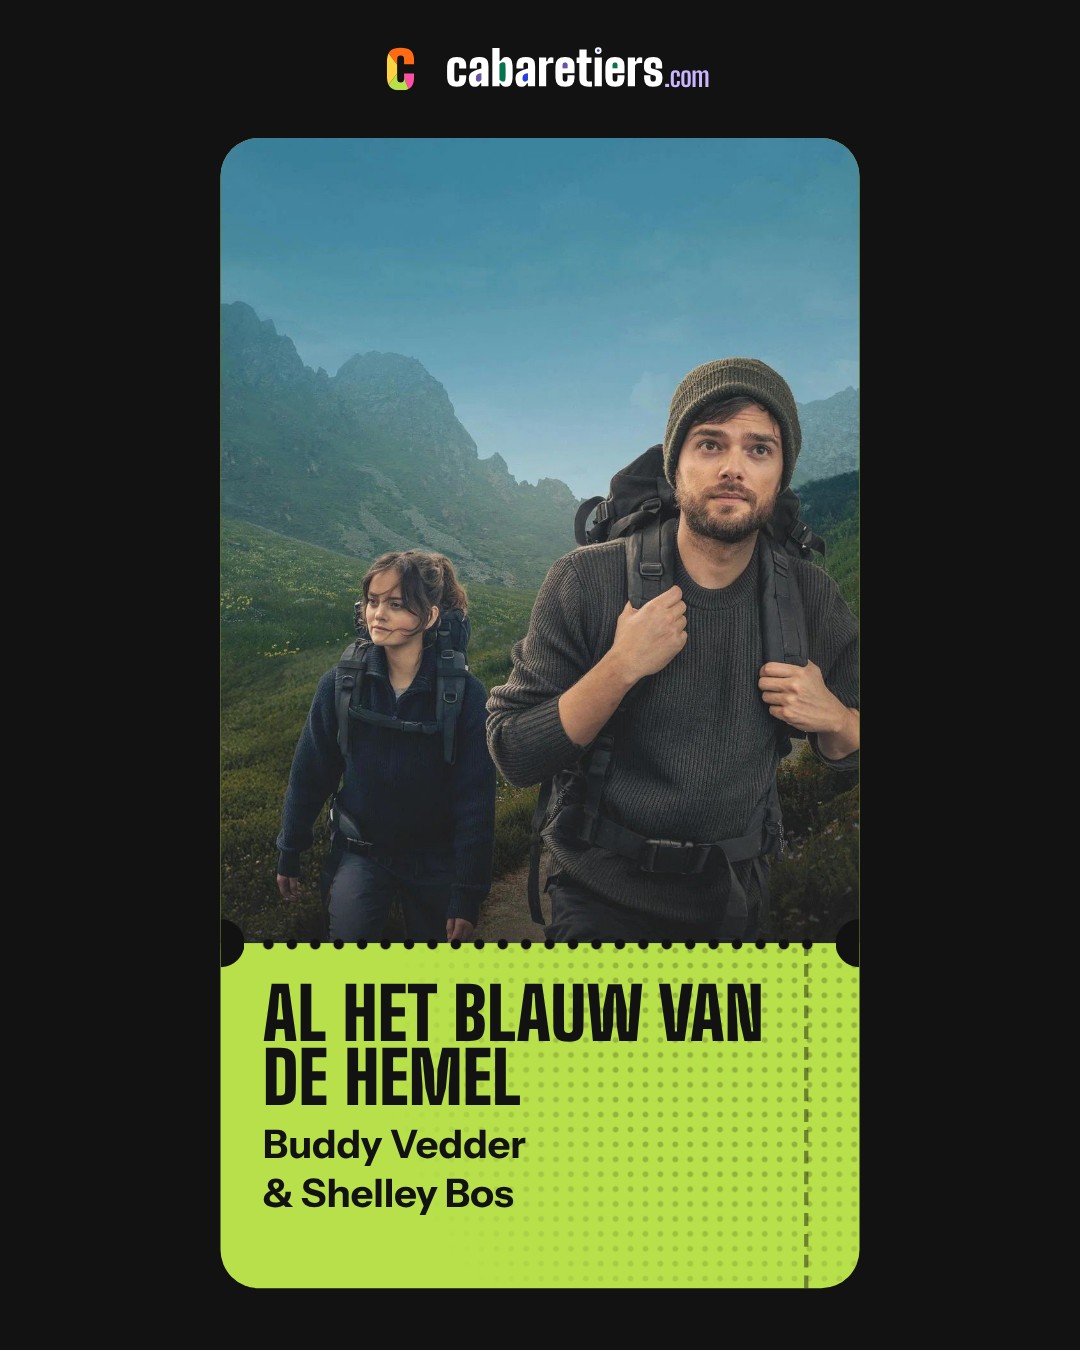 cabaretiers.com
AL HET BLAUW VAN
DE HEMEL
Buddy Vedder
& Shelley Bos